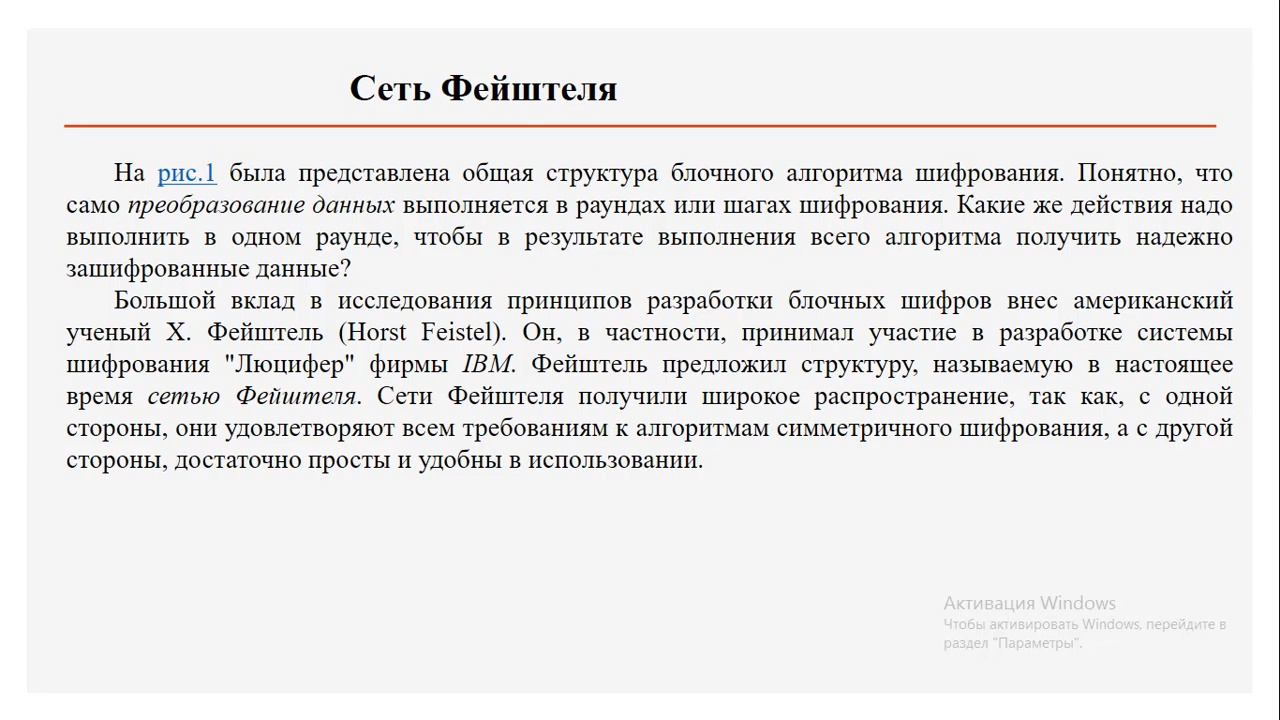 Сеть Фейштеля
На рис.1 была представлена общая структура блочного алгоритма шифрования. Понятно, что
само преобразование данных выполняется в раундах или шагах шифрования. Какие же действия надо
выполнить в одном раунде, чтобы в результате выполнения всего алгоритма получить надежно
зашифрованные данные?
Большой вклад в исследования принципов разработки блочных шифров внес американский
ученый Х. Фейштель (Horst Feistel). Он, в частности, принимал участие в разработке системы
шифрования "Люцифер" фирмы IBM. Фейштель предложил структуру, называемую в настоящее
время сетью Фейштеля. Сети Фейштеля получили широкое распространение, так как, с одной
стороны, они удовлетворяют всем требованиям к алгоритмам симметричного шифрования, а с другой
стороны, достаточно просты и удобны в использовании.
Активация Windows
Чтобы активировать Windows, перейдите в
раздел "Параметры".